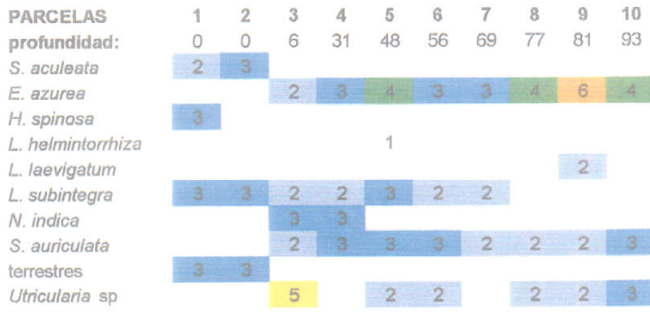 PARCELAS 1 2 3 4 5 6 7 8 9 10
profundidad: 0 0 6 31 48 56 69 77 81 93
S. aculeata 2 3
E. azurea 2 3 4 3 3 4 6 4
H. spinosa 3
L. helmintorrhiza 1
L. laevigatum 2
L. subintegra 3 3 2 2 3 2 2
N. indica 3 3
S. auriculata 2 3 3 3 2 2 2 3
terrestres 3 3
Utricularia sp 5 2 2 2 2 3